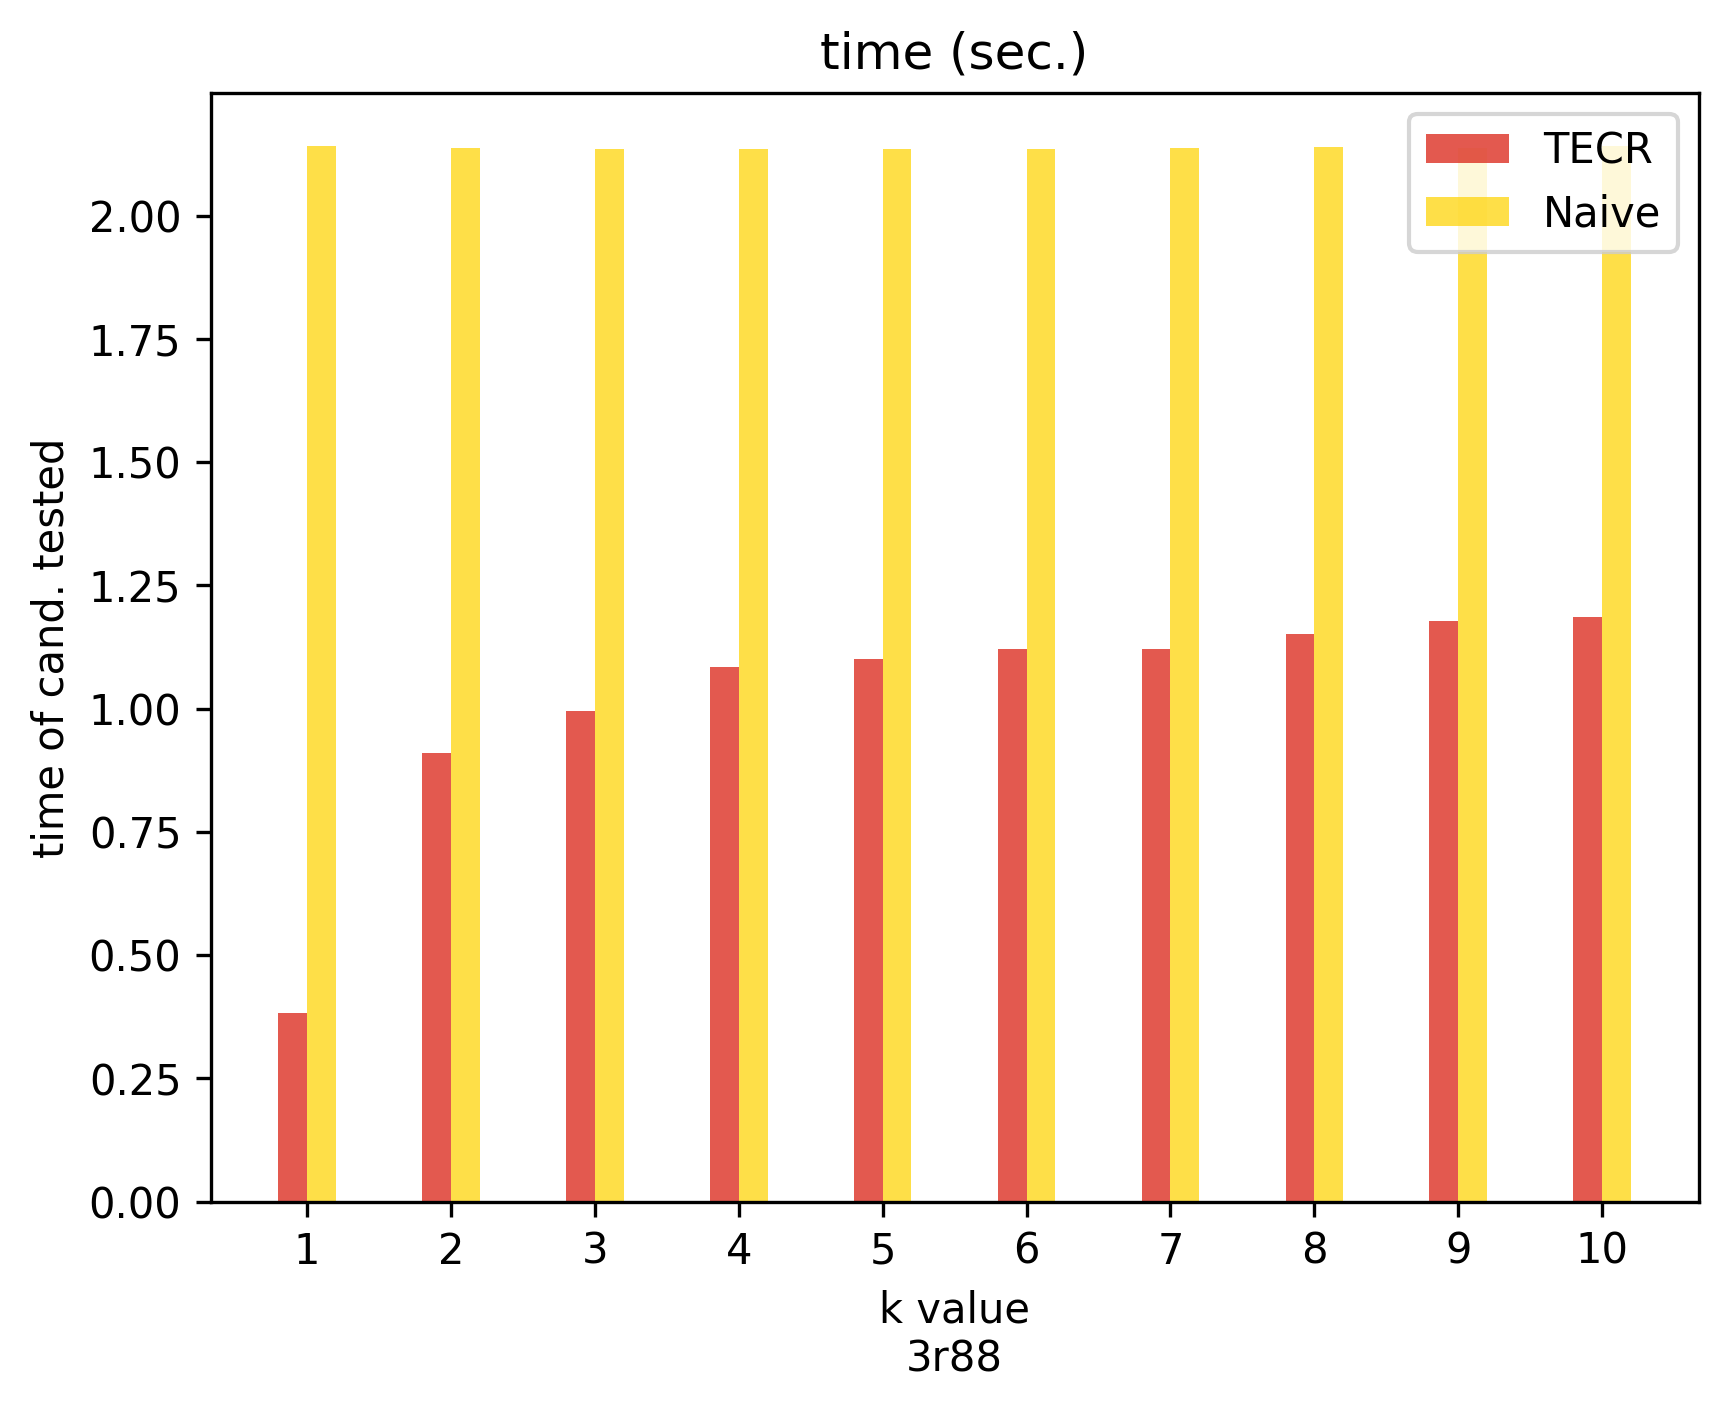 time (sec.)
TECR
Naive
time of cand. tested
2.00
1.75
1.50
1.25
1.00
0.75
0.50
0.25
0.00
1 2 3 4 5 6 7 8 9 10
k value
3r88